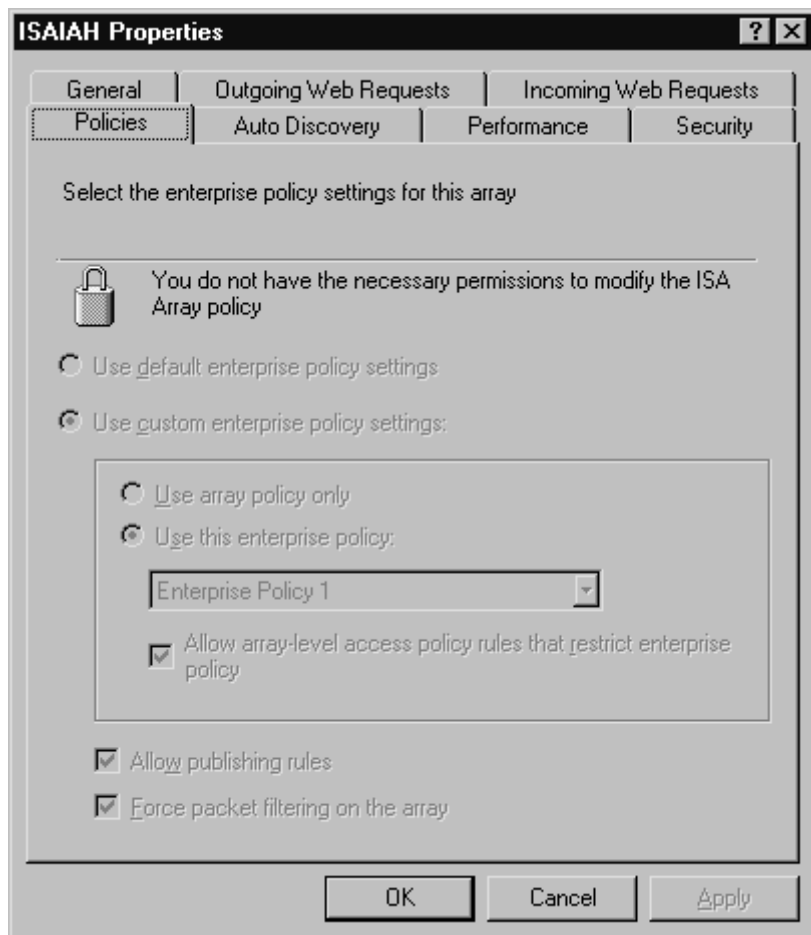 ISAIAH Properties
General
Outgoing Web Requests
Incoming Web Requests
Policies
Auto Discovery
Performance
Security
Select the enterprise policy settings for this array
You do not have the necessary permissions to modify the ISA
Array policy
Use default enterprise policy settings
Use custom enterprise policy settings:
Use array policy only
Use this enterprise policy:
Enterprise Policy 1
Allow array-level access policy rules that restrict enterprise
policy
Allow publishing rules
Force packet filtering on the array
OK
Cancel
Apply